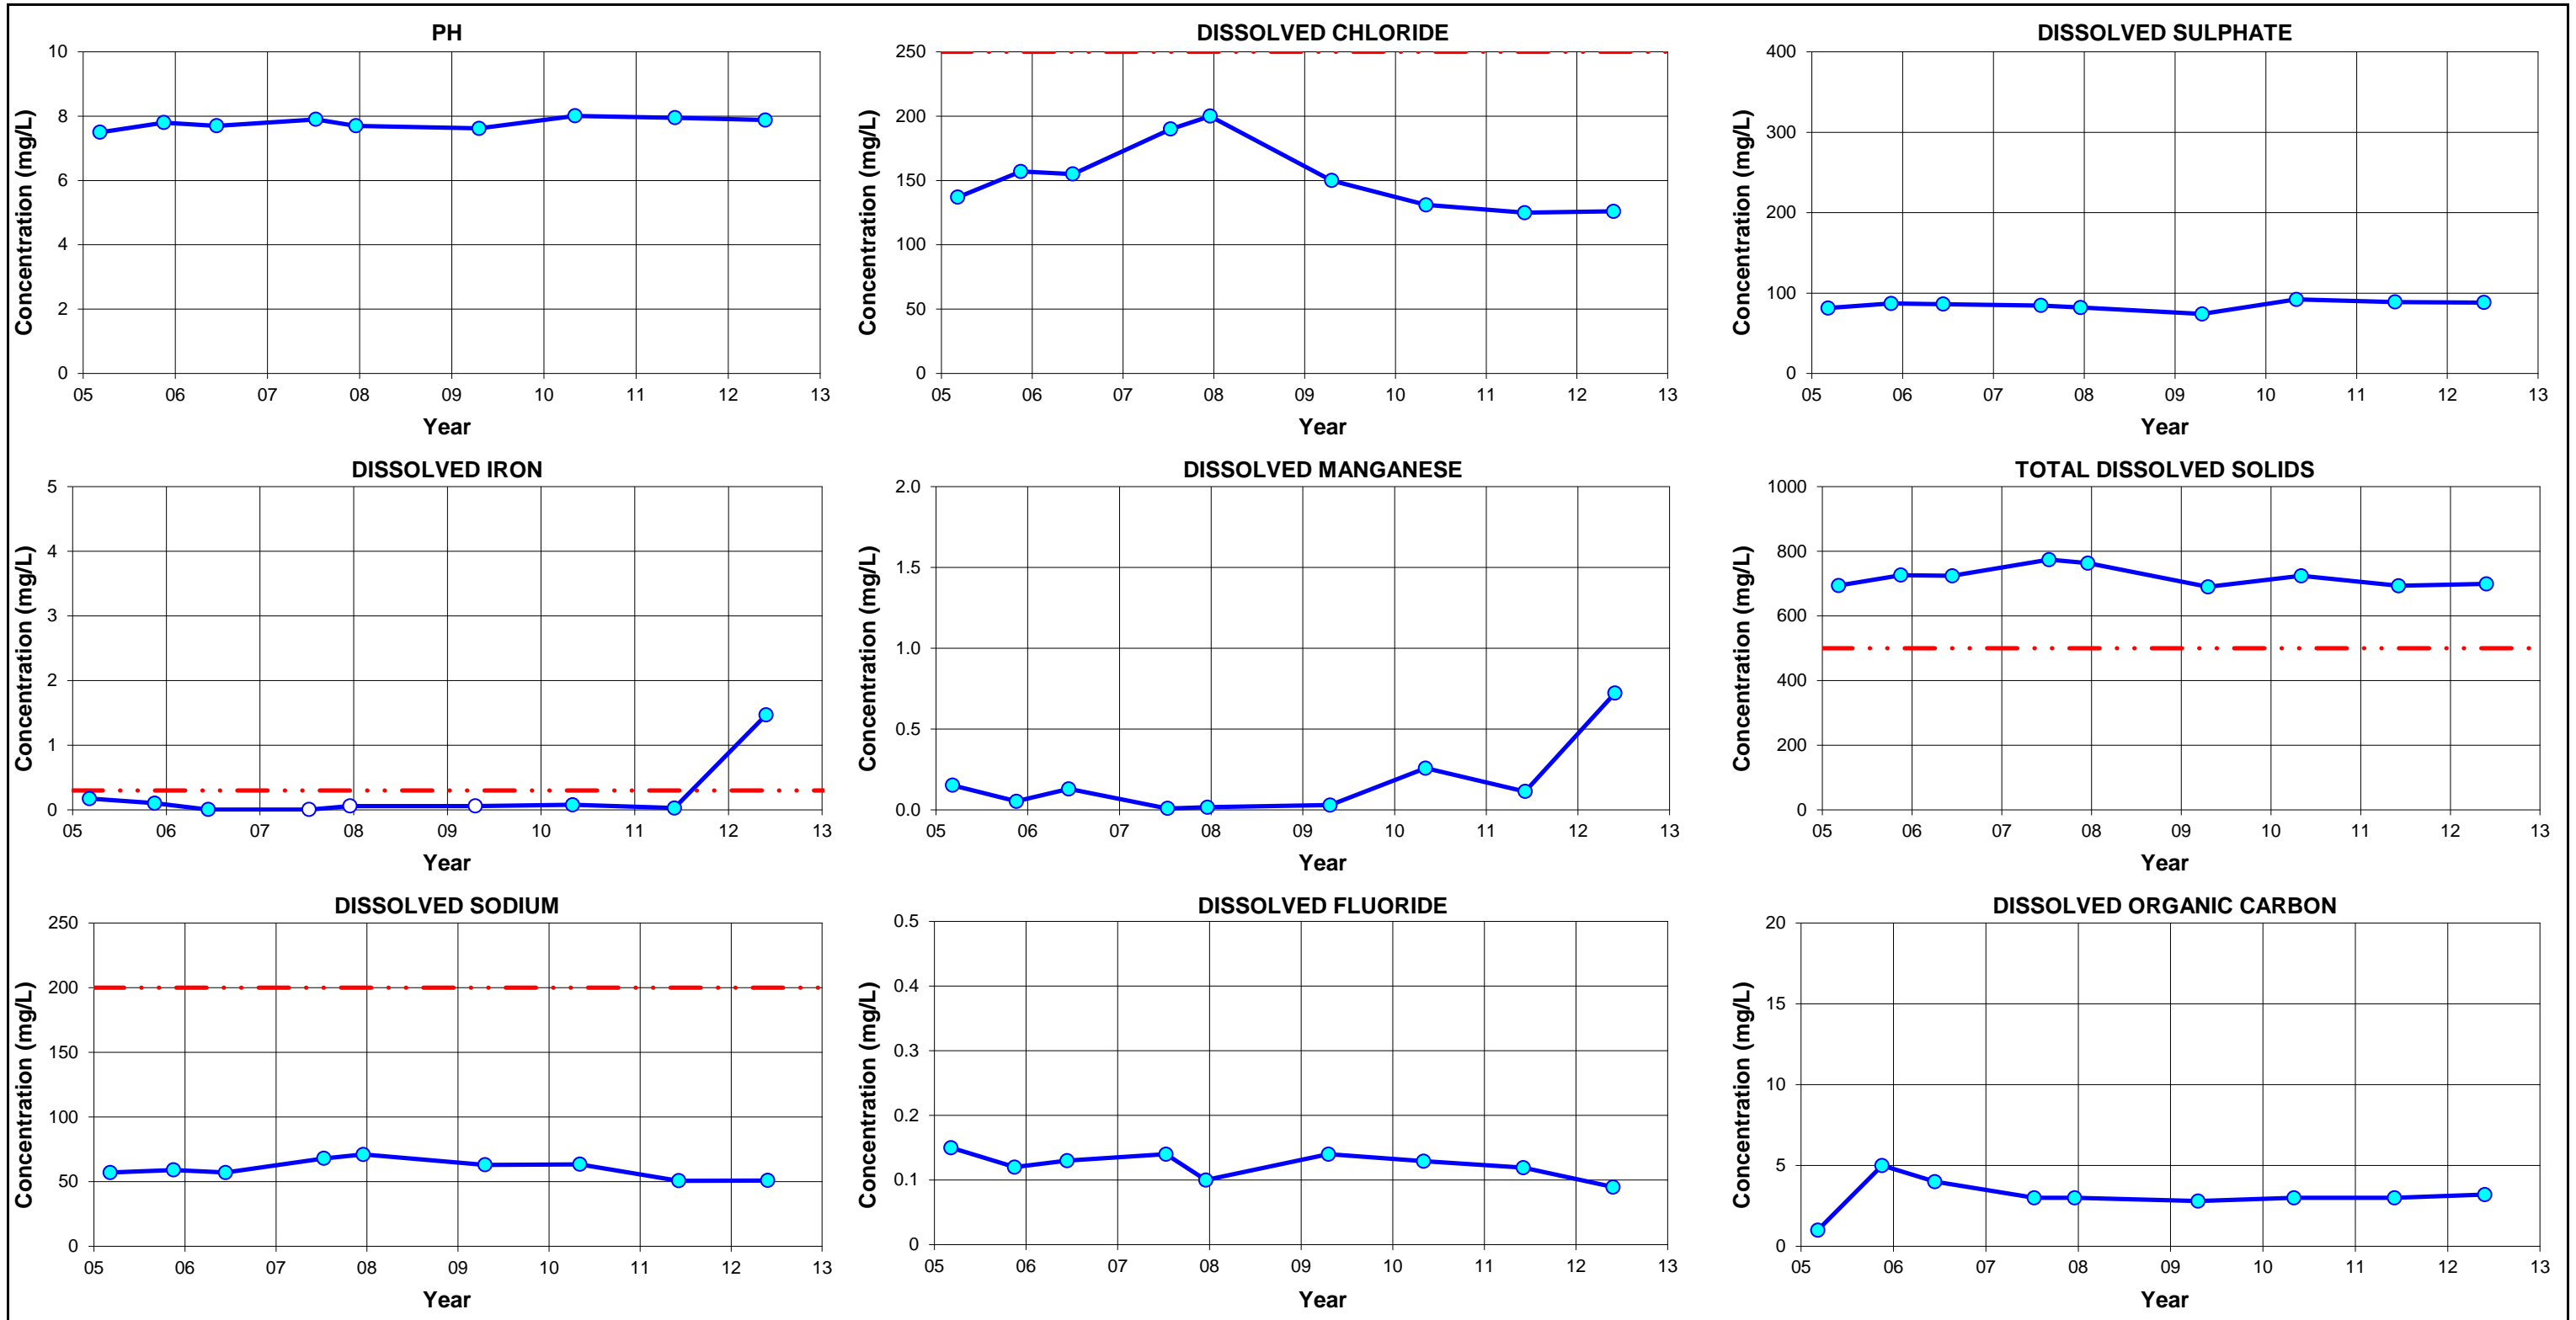 PH
Concentration (mg/L)
10
8
6
4
2
0
05 06 07 08 09 10 11 12 13
Year
DISSOLVED CHLORIDE
Concentration (mg/L)
250
200
150
100
50
0
05 06 07 08 09 10 11 12 13
Year
DISSOLVED SULPHATE
Concentration (mg/L)
400
300
200
100
0
05 06 07 08 09 10 11 12 13
Year
DISSOLVED IRON
Concentration (mg/L)
5
4
3
2
1
0
05 06 07 08 09 10 11 12 13
Year
DISSOLVED MANGANESE
Concentration (mg/L)
2.0
1.5
1.0
0.5
0.0
05 06 07 08 09 10 11 12 13
Year
TOTAL DISSOLVED SOLIDS
Concentration (mg/L)
1000
800
600
400
200
0
05 06 07 08 09 10 11 12 13
Year
DISSOLVED SODIUM
Concentration (mg/L)
250
200
150
100
50
0
05 06 07 08 09 10 11 12 13
Year
DISSOLVED FLUORIDE
Concentration (mg/L)
0.5
0.4
0.3
0.2
0.1
0
05 06 07 08 09 10 11 12 13
Year
DISSOLVED ORGANIC CARBON
Concentration (mg/L)
20
15
10
5
0
05 06 07 08 09 10 11 12 13
Year